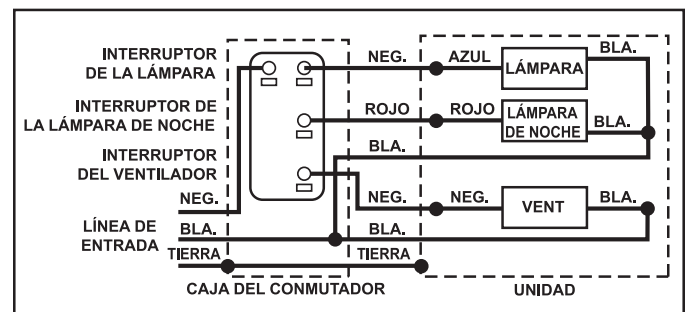 INTERRUPTOR
DE LA LÁMPARA
NEG.
AZUL
LÁMPARA
BLA.
INTERRUPTOR DE
LA LÁMPARA DE NOCHE
ROJO
ROJO
LÁMPARA
DE NOCHE
BLA.
INTERRUPTOR
DEL VENTILADOR
BLA.
NEG.
NEG.
NEG.
VENT
BLA.
LÍNEA DE
ENTRADA
BLA.
BLA.
TIERRA
TIERRA
CAJA DEL CONMUTADOR
UNIDAD